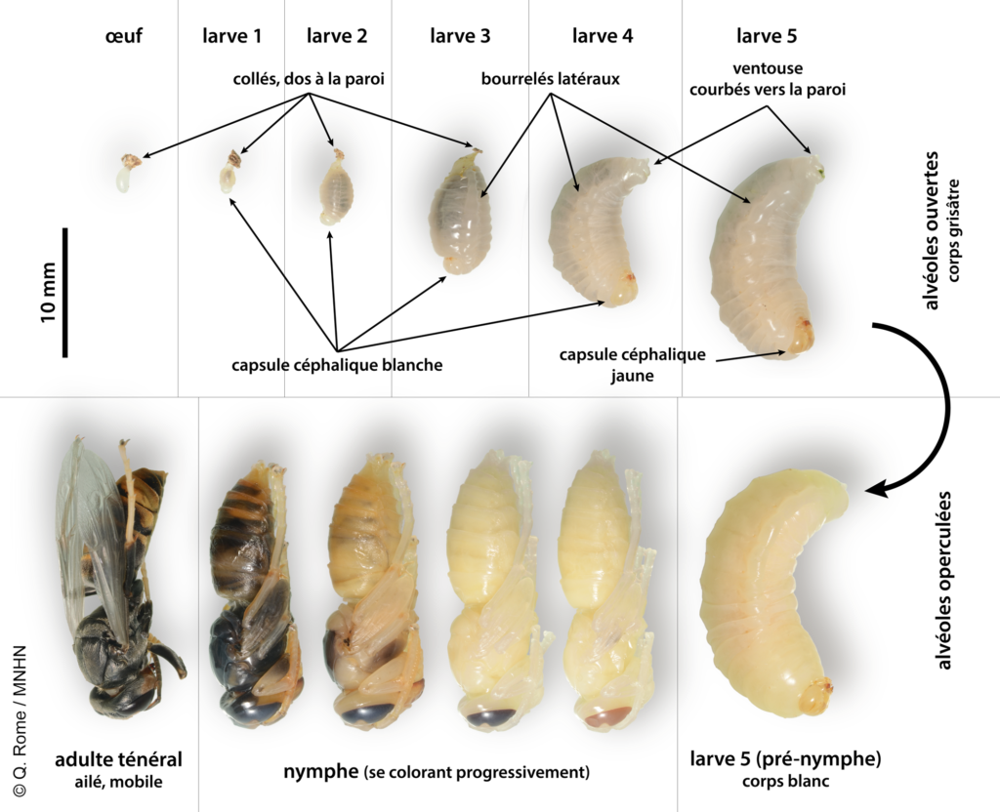 œuf
larve 1
larve 2
larve 3
larve 4
larve 5
collés, dos à la paroi
bourrelés latéraux
ventouse
courbés vers la paroi
10 mm
alvéoles ouvertes
corps grisâtre
capsule céphalique blanche
capsule céphalique
jaune
alvéoles operculées
© Q. Rome / MNHN
adulte ténéral
ailé, mobile
nymphe (se colorant progressivement)
larve 5 (pré-nymphe)
corps blanc